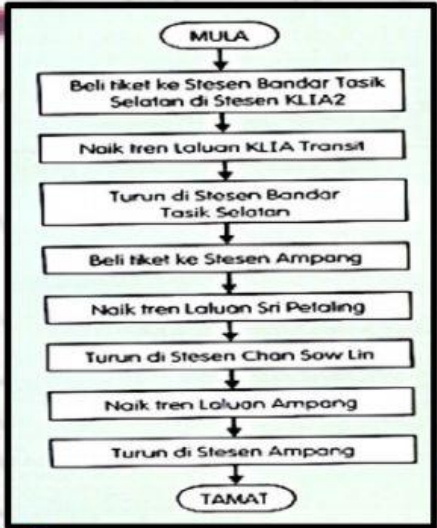 MULA
Beli tiket ke Stesen Bandar Tasik
Selatan di Stesen KLIA2
Naik tren Laluan KLIA Transit
Turun di Stesen Bandar
Tasik Selatan
Beli tiket ke Stesen Ampang
Naik tren Laluan Sri Petaling
Turun di Stesen Chan Sow Lin
Naik tren Laluan Ampang
Turun di Stesen Ampang
TAMAT